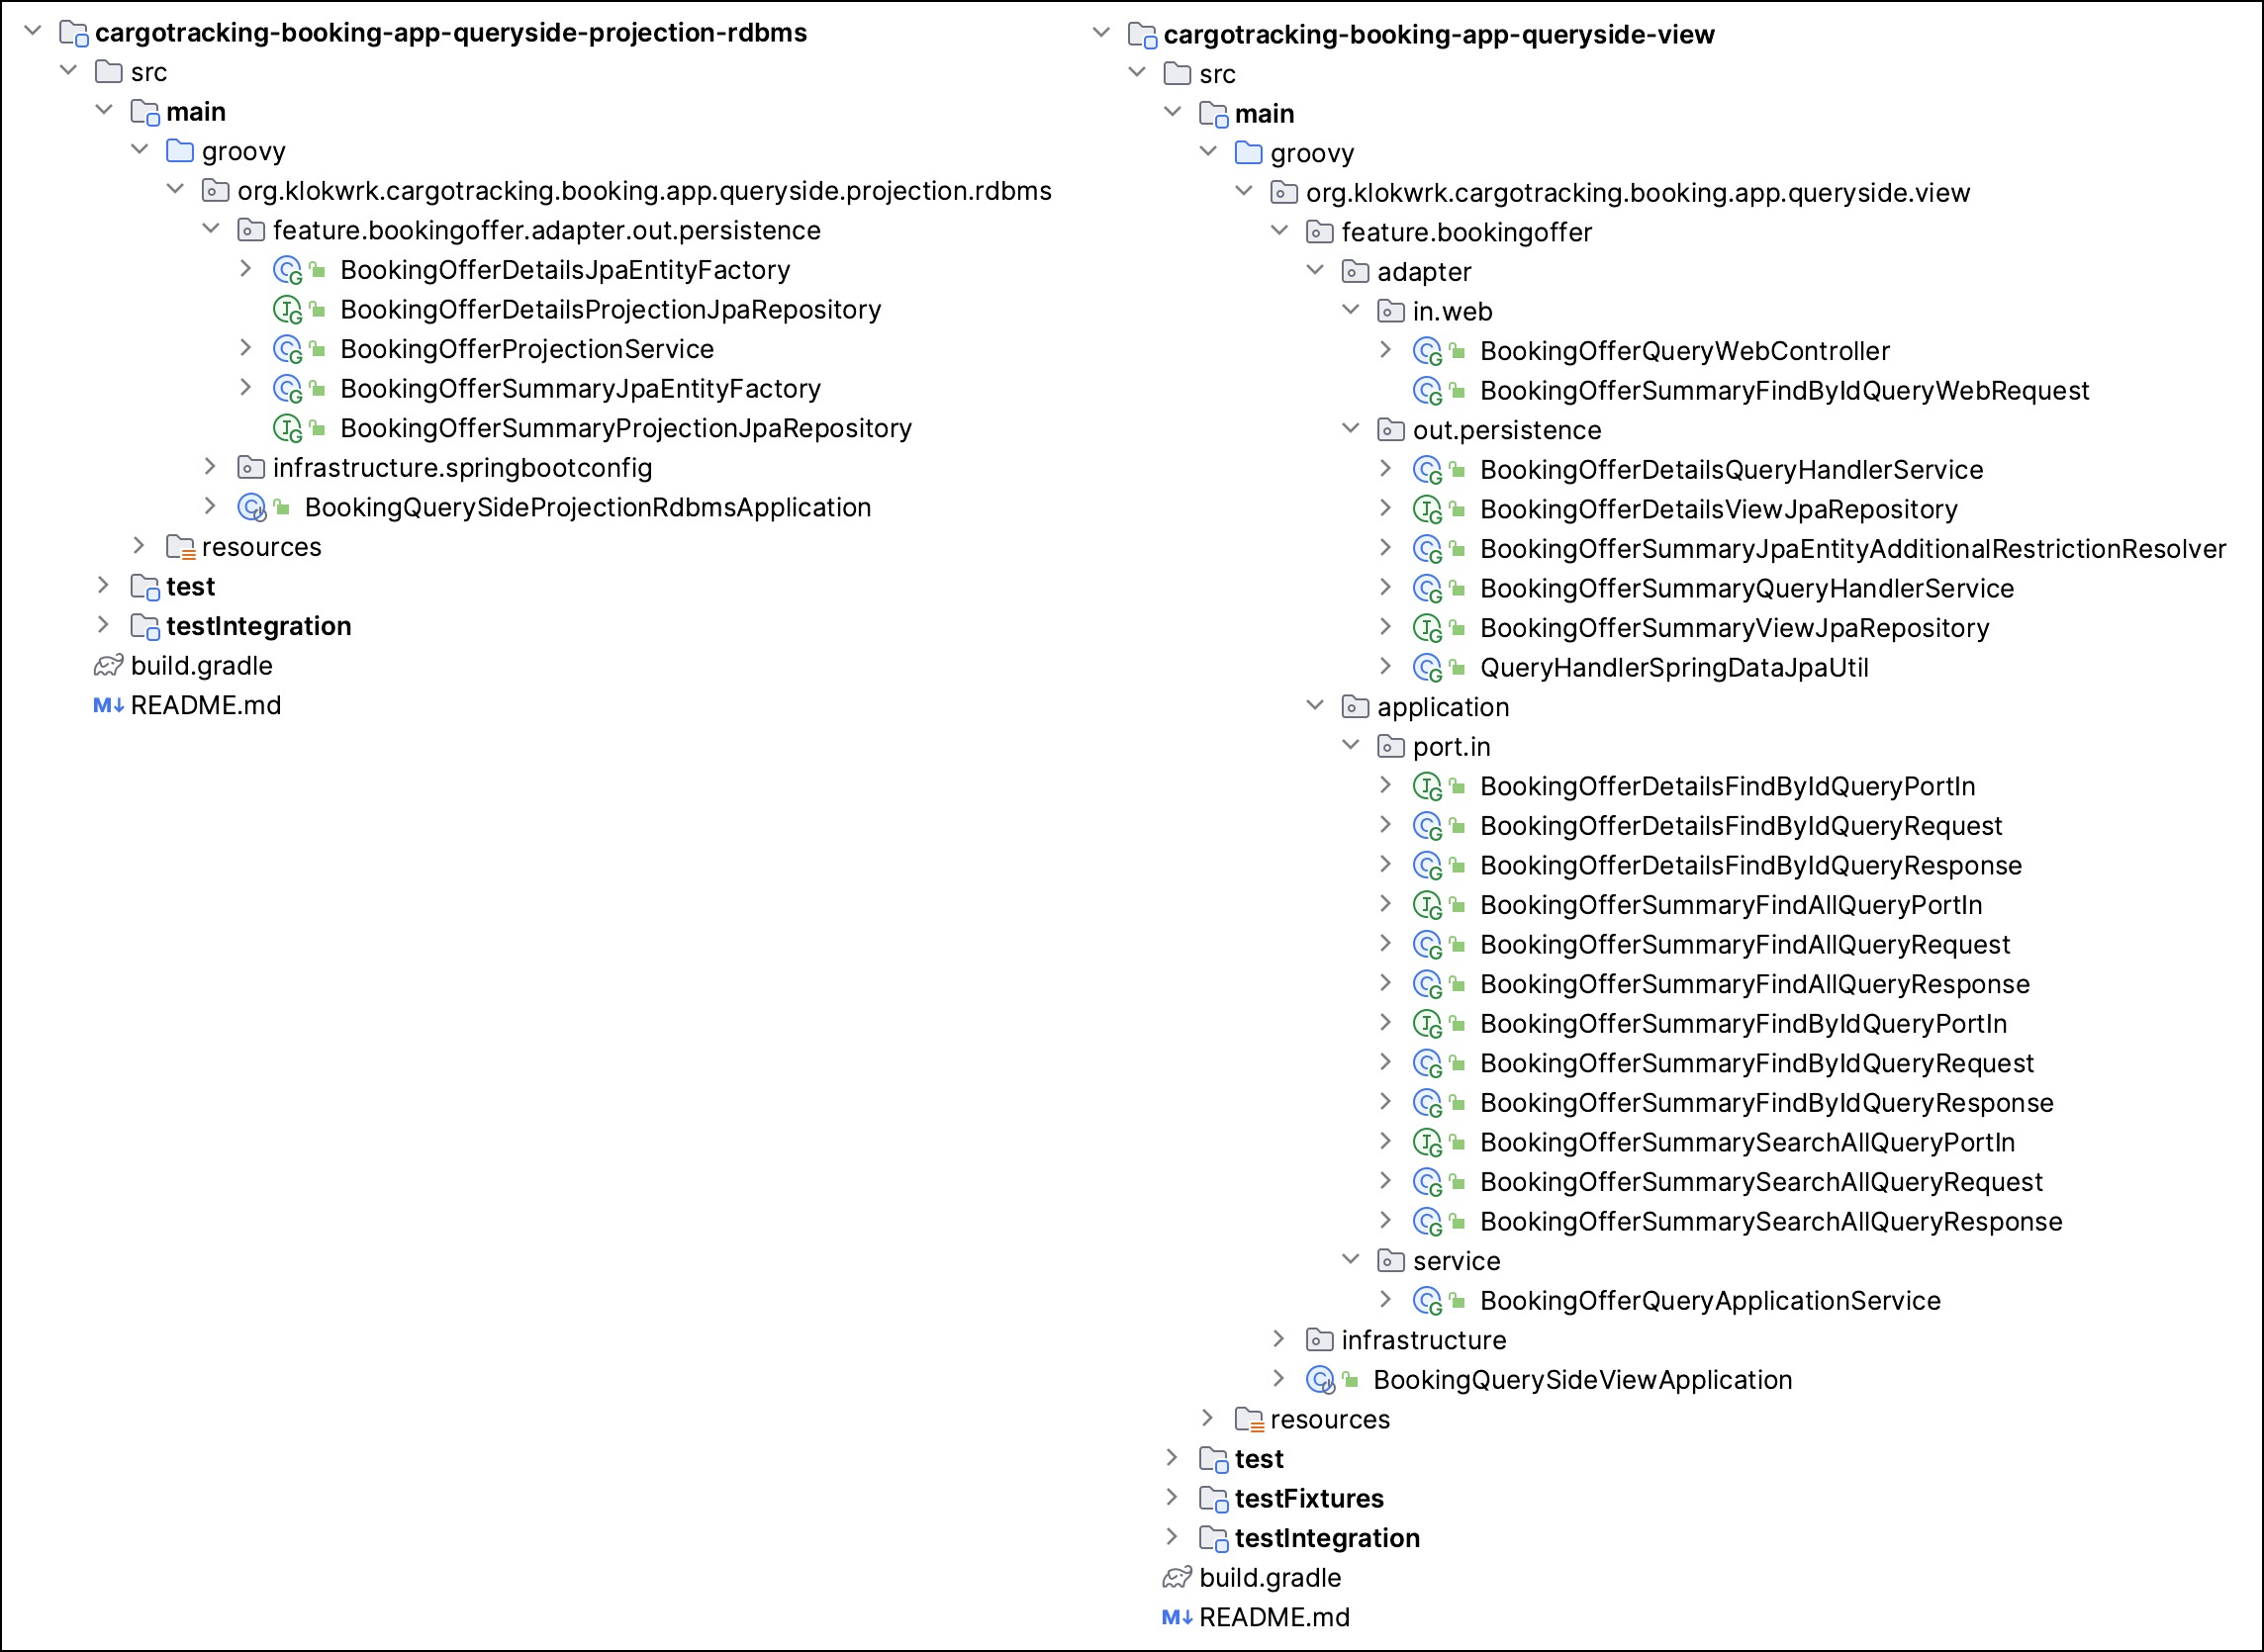 cargotracking-booking-app-queryside-projection-rdbms
src
main
groovy
org.klokwrk.cargotracking.booking.app.queryside.projection.rdbms
feature.bookingoffer.adapter.out.persistence
BookingOfferDetailsJpaEntityFactory
BookingOfferDetailsProjectionJpaRepository
BookingOfferProjectionService
BookingOfferSummaryJpaEntityFactory
BookingOfferSummaryProjectionJpaRepository
infrastructure.springbootconfig
BookingQuerySideProjectionRdbmsApplication
resources
test
testIntegration
build.gradle
README.md
cargotracking-booking-app-queryside-view
src
main
groovy
org.klokwrk.cargotracking.booking.app.queryside.view
feature.bookingoffer
adapter
in.web
BookingOfferQueryWebController
BookingOfferSummaryFindByIdQueryWebRequest
out.persistence
BookingOfferDetailsQueryHandlerService
BookingOfferDetailsViewJpaRepository
BookingOfferSummaryJpaEntityAdditionalRestrictionResolver
BookingOfferSummaryQueryHandlerService
BookingOfferSummaryViewJpaRepository
QueryHandlerSpringDataJpaUtil
application
port.in
BookingOfferDetailsFindByIdQueryPortIn
BookingOfferDetailsFindByIdQueryRequest
BookingOfferDetailsFindByIdQueryResponse
BookingOfferSummaryFindAllQueryPortIn
BookingOfferSummaryFindAllQueryRequest
BookingOfferSummaryFindAllQueryResponse
BookingOfferSummaryFindByIdQueryPortIn
BookingOfferSummaryFindByIdQueryRequest
BookingOfferSummaryFindByIdQueryResponse
BookingOfferSummarySearchAllQueryPortIn
BookingOfferSummarySearchAllQueryRequest
BookingOfferSummarySearchAllQueryResponse
service
BookingOfferQueryApplicationService
infrastructure
BookingQuerySideViewApplication
resources
test
testFixtures
testIntegration
build.gradle
README.md